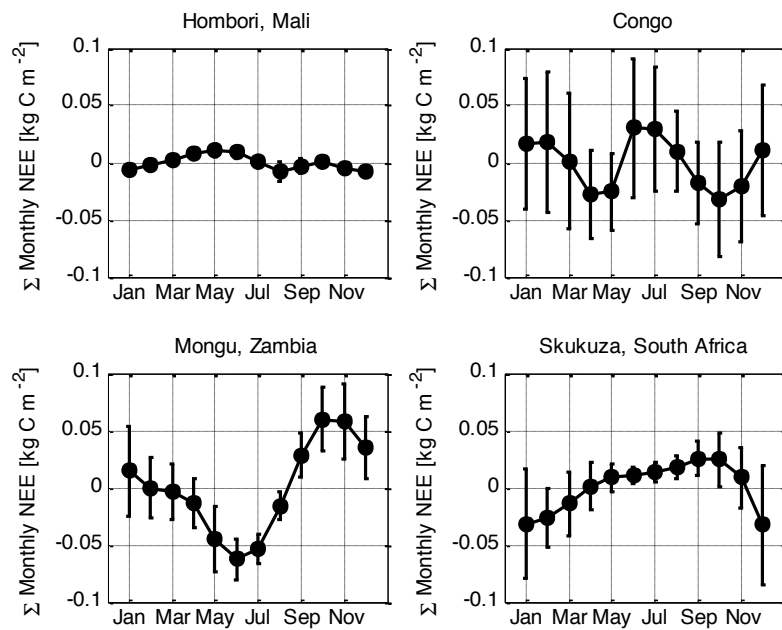 Hombori, Mali
Σ Monthly NEE [kg C m-2]
0.1
0.05
0
-0.05
-0.1
Jan Mar May Jul Sep Nov
Congo
Σ Monthly NEE [kg C m-2]
0.1
0.05
0
-0.05
-0.1
Jan Mar May Jul Sep Nov
Mongu, Zambia
Σ Monthly NEE [kg C m-2]
0.1
0.05
0
-0.05
-0.1
Jan Mar May Jul Sep Nov
Skukuza, South Africa
Σ Monthly NEE [kg C m-2]
0.1
0.05
0
-0.05
-0.1
Jan Mar May Jul Sep Nov